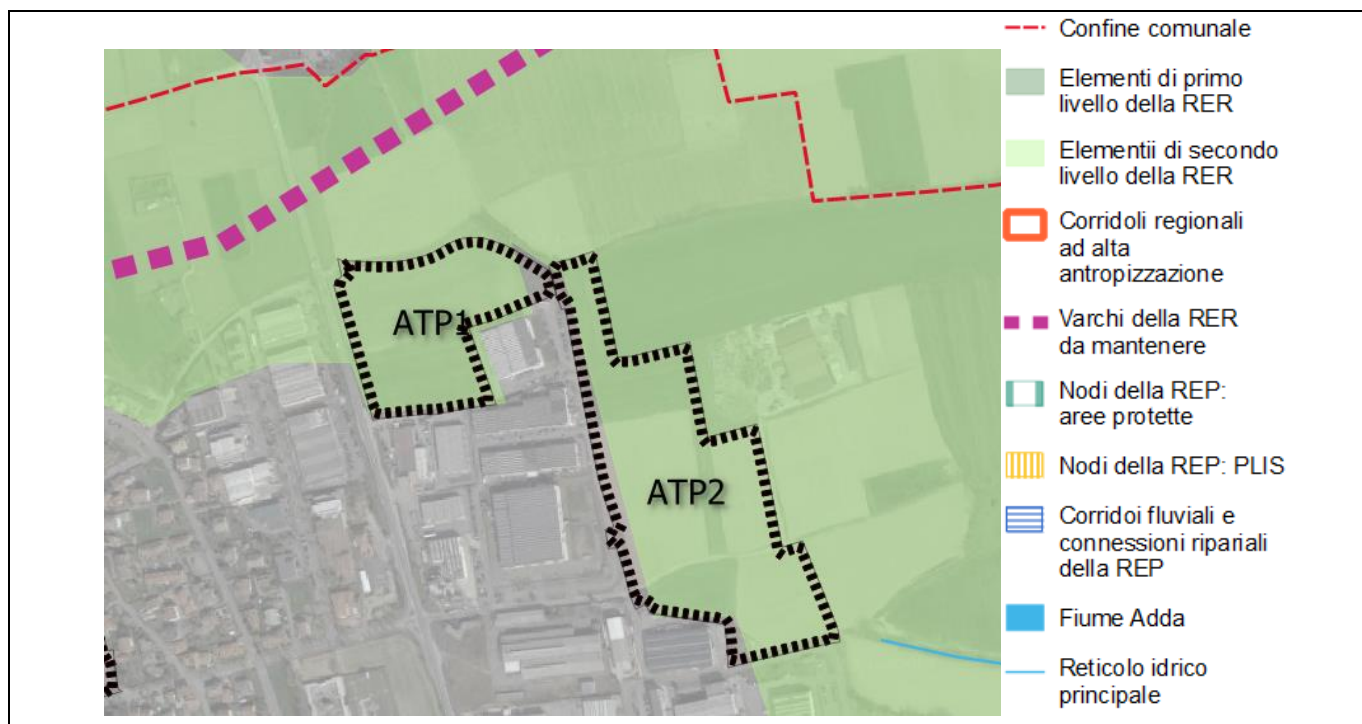 Confine comunale
Elementi di primo
livello della RER
Elementii di secondo
livello della RER
Corridoli regionali
ad alta
antropizzazione
Varchi della RER
da mantenere
Nodi della REP:
aree protette
Nodi della REP: PLIS
Corridoi fluviali e
connessioni ripariali
della REP
Fiume Adda
Reticolo idrico
principale
ATP1
ATP2